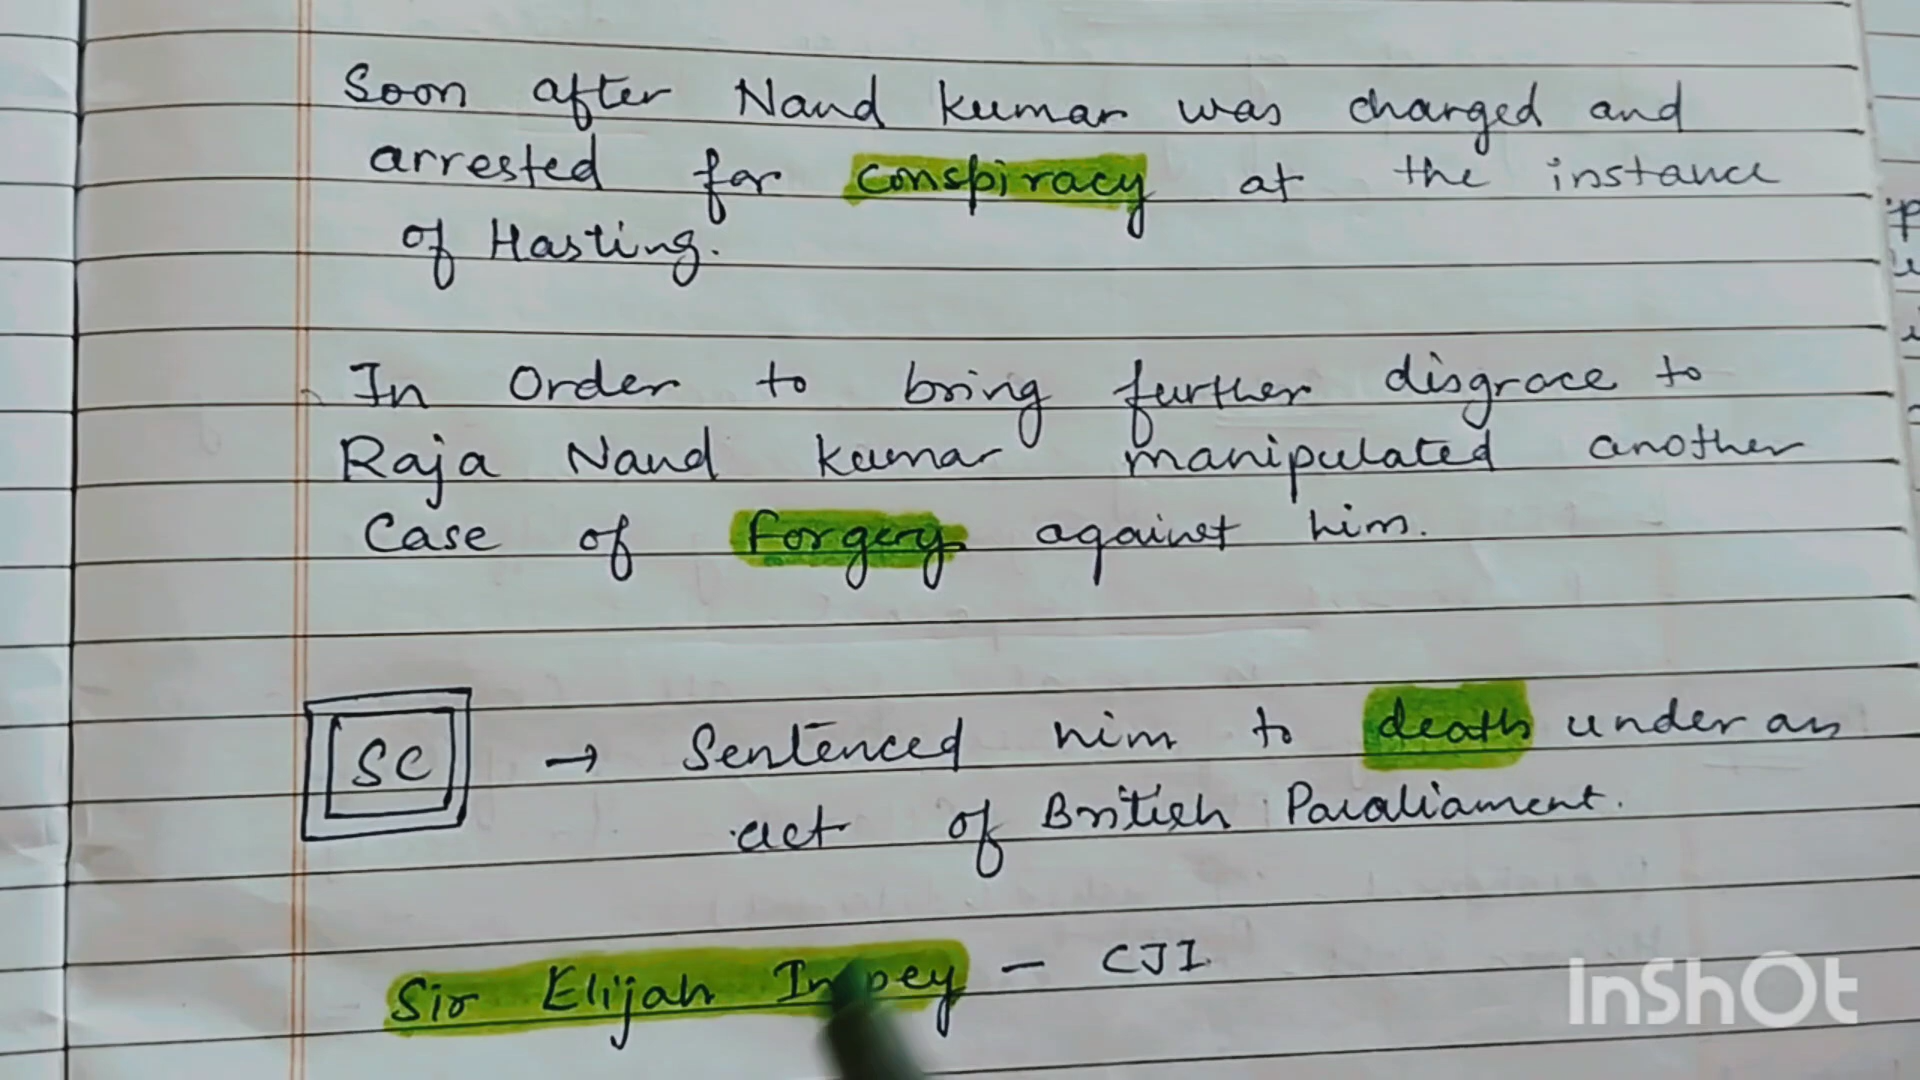 Soon after Nand Kumar was charged and
arrested for conspiracy at the instance
of Hasting.
In Order to bring further disgrace to
Raja Nand Kumar manipulated another
Case of Forgery against him.
SC → Sentenced him to death under an
act of British Paraliament.
Sir Elijah Impey - CJI
InShOt